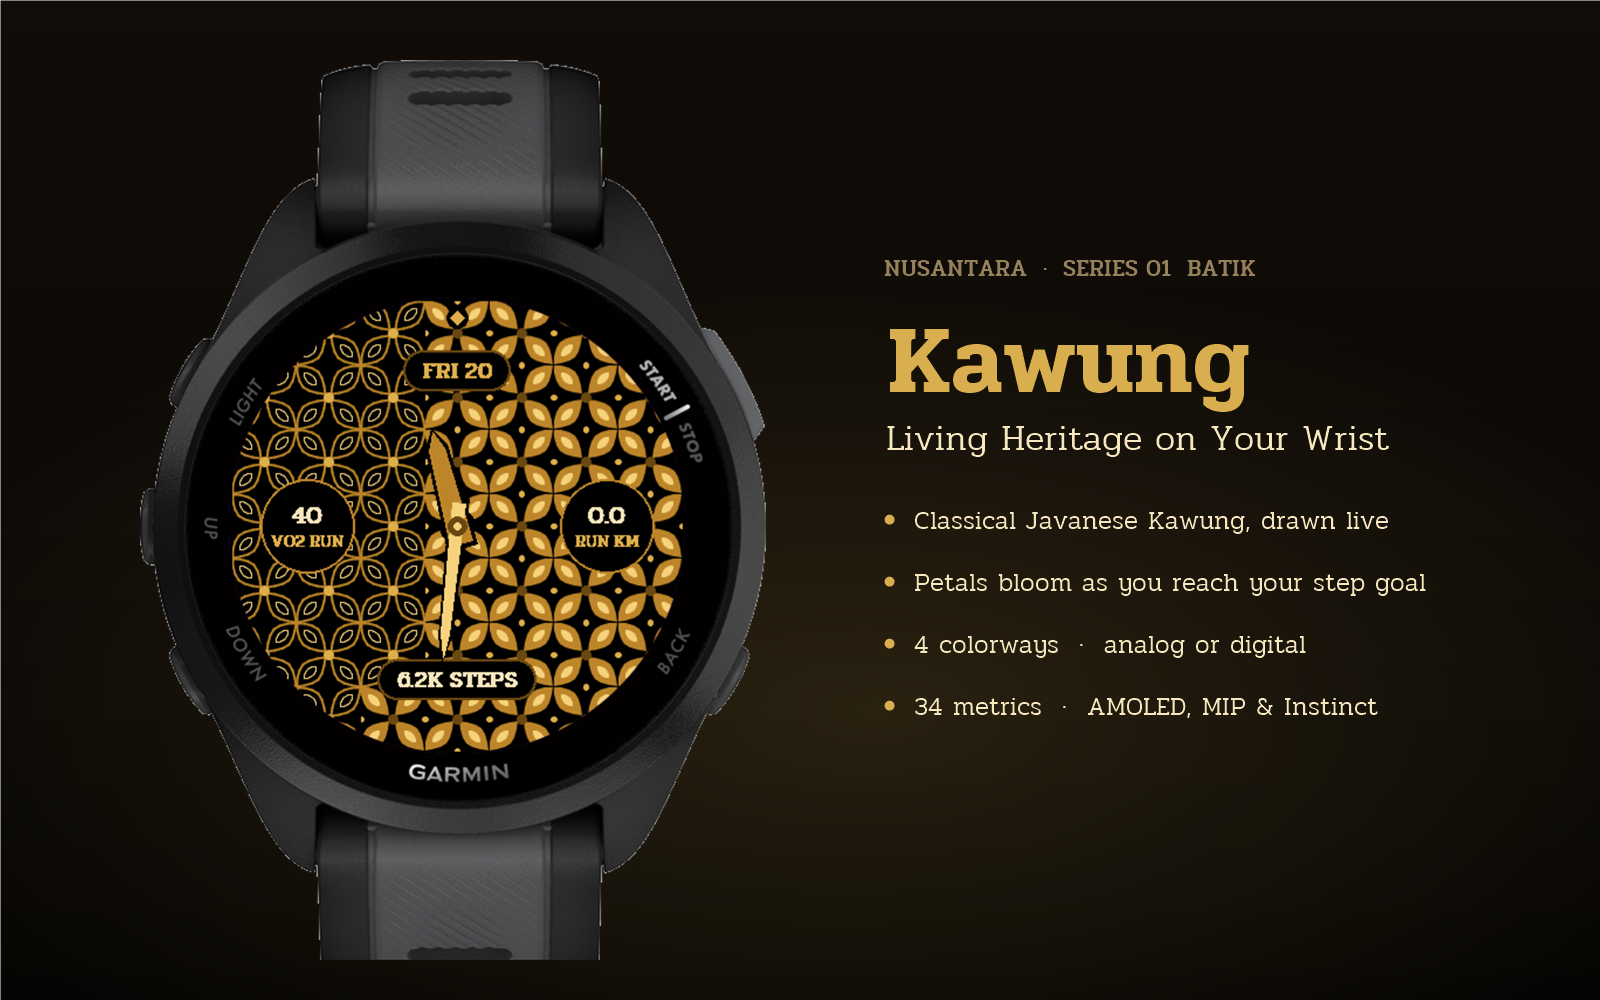 FRI 20
START
STOP
LIGHT
40
VO2 RUN
0.0
RUN KM
UP
DOWN
BACK
6.2K STEPS
GARMIN
NUSANTARA · SERIES 01 BATIK
Kawung
Living Heritage on Your Wrist
Classical Javanese Kawung, drawn live
Petals bloom as you reach your step goal
4 colorways · analog or digital
34 metrics · AMOLED, MIP & Instinct